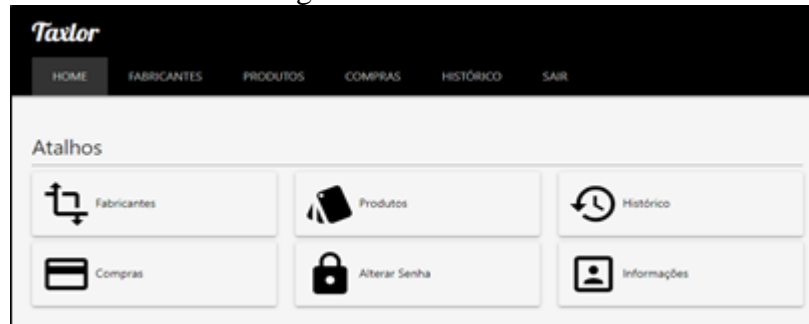 Taxlor
HOME FABRICANTES PRODUTOS COMPRAS HISTÓRICO SAIR
Atalhos
Fabricantes Produtos Histórico
Compras Alterar Senha Informações